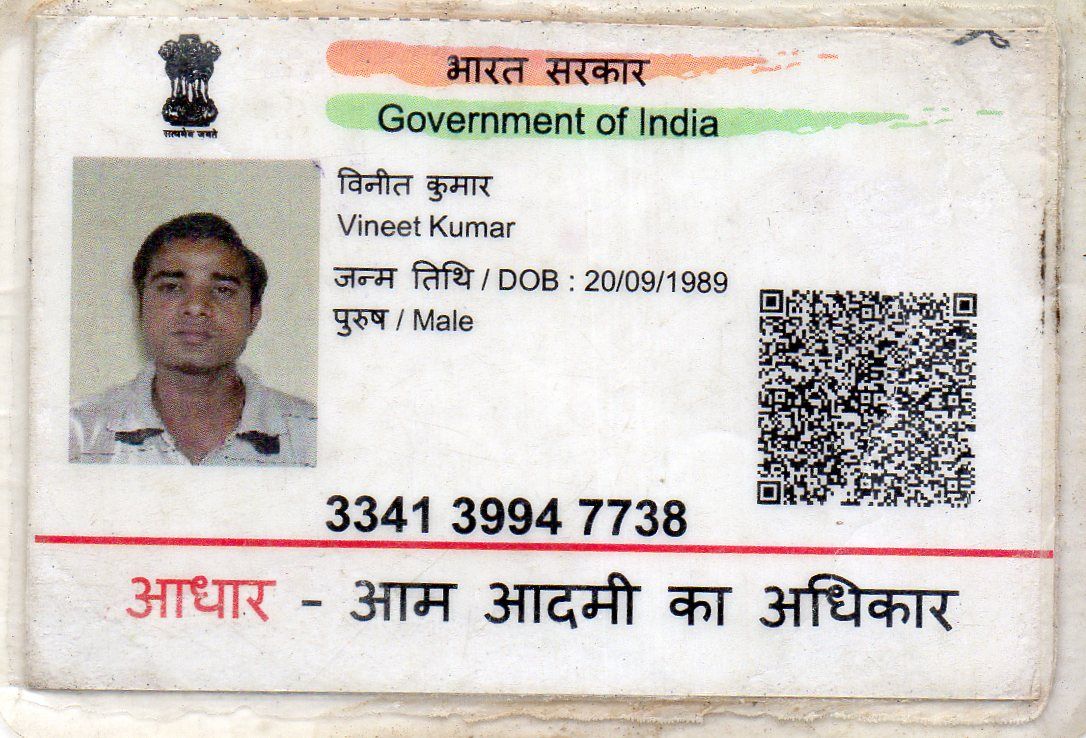 भारत सरकार
Government of India
सत्यमेव जयते
विनीत कुमार
Vineet Kumar
जन्म तिथि / DOB : 20/09/1989
पुरुष / Male
3341 3994 7738
आधार - आम आदमी का अधिकार